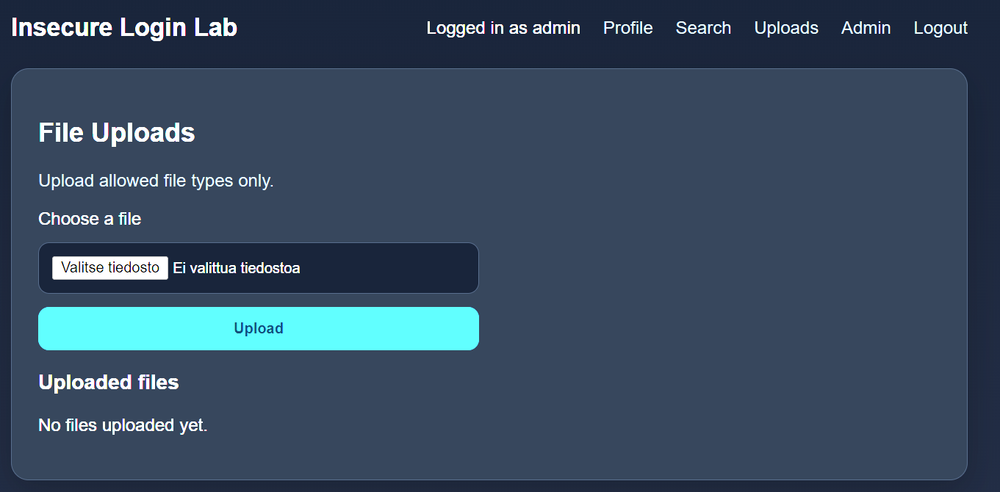 Insecure Login Lab
Logged in as admin Profile Search Uploads Admin Logout
File Uploads
Upload allowed file types only.
Choose a file
Valitse tiedosto Ei valittua tiedostoa
Upload
Uploaded files
No files uploaded yet.